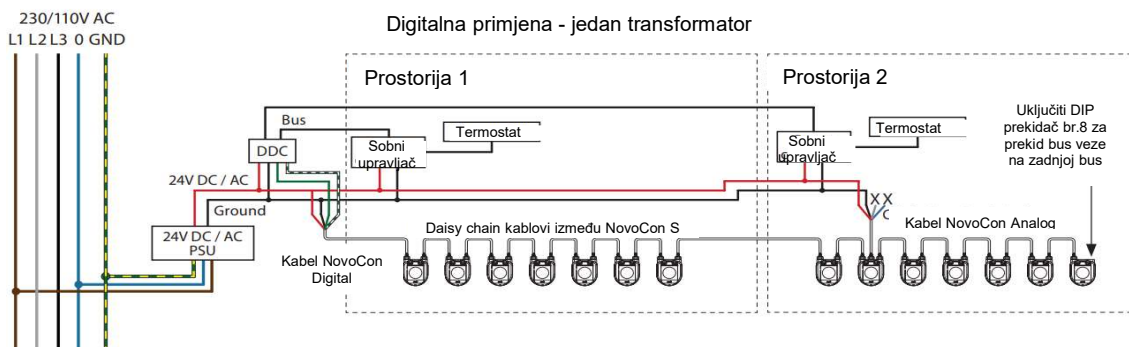 230/110V AC
L1 L2 L3 0 GND
Digitalna primjena - jedan transformator
Prostorija 1
Prostorija 2
Bus
DDC
Sobni
upravljač
Termostat
Sobni
upravljač
Termostat
Uključiti DIP
prekidač br.8 za
prekid bus veze
na zadnjoj bus
24V DC / AC
Ground
24V DC / AC
PSU
Kabel NovoCon
Digital
Daisy chain kablovi između NovoCon S
X X
C
Kabel NovoCon Analog